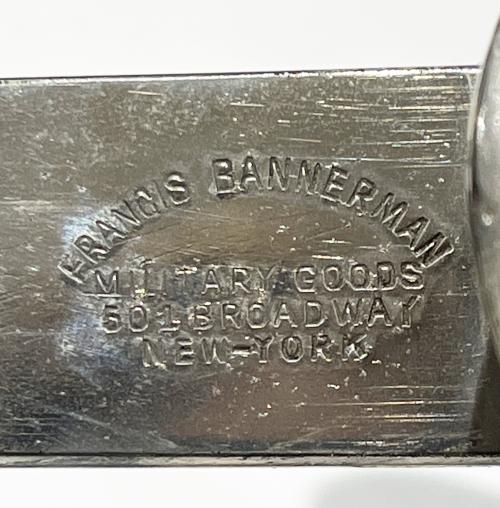 FRANCIS BANNERMAN
MILITARY GOODS
501 BROADWAY
NEW-YORK